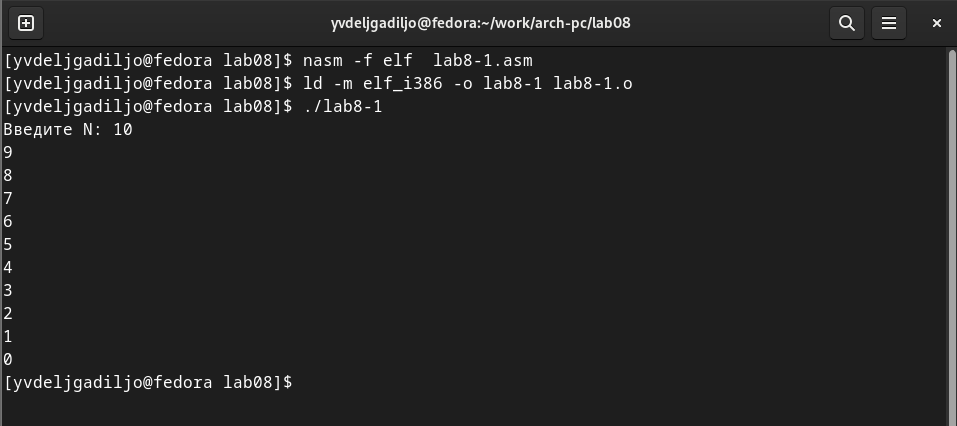 yvdeljgadiljo@fedora:~/work/arch-pc/lab08
[yvdeljgadiljo@fedora lab08]$ nasm -f elf  lab8-1.asm
[yvdeljgadiljo@fedora lab08]$ ld -m elf_i386 -o lab8-1 lab8-1.o
[yvdeljgadiljo@fedora lab08]$ ./lab8-1
Введите N: 10
9
8
7
6
5
4
3
2
1
0
[yvdeljgadiljo@fedora lab08]$